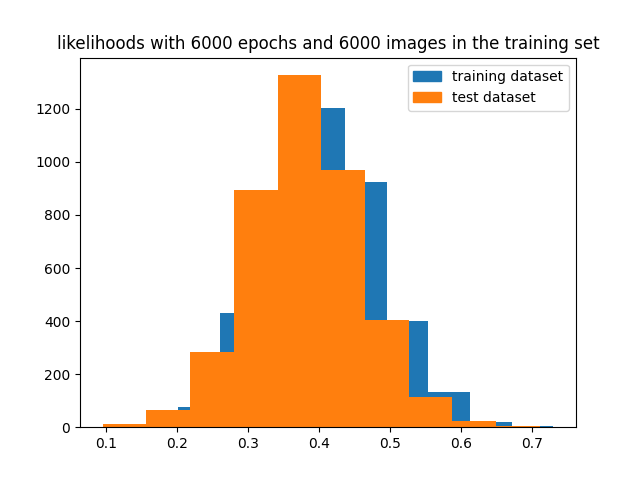 likelihoods with 6000 epochs and 6000 images in the training set
training dataset
test dataset
1200
1000
800
600
400
200
0
0.1 0.2 0.3 0.4 0.5 0.6 0.7